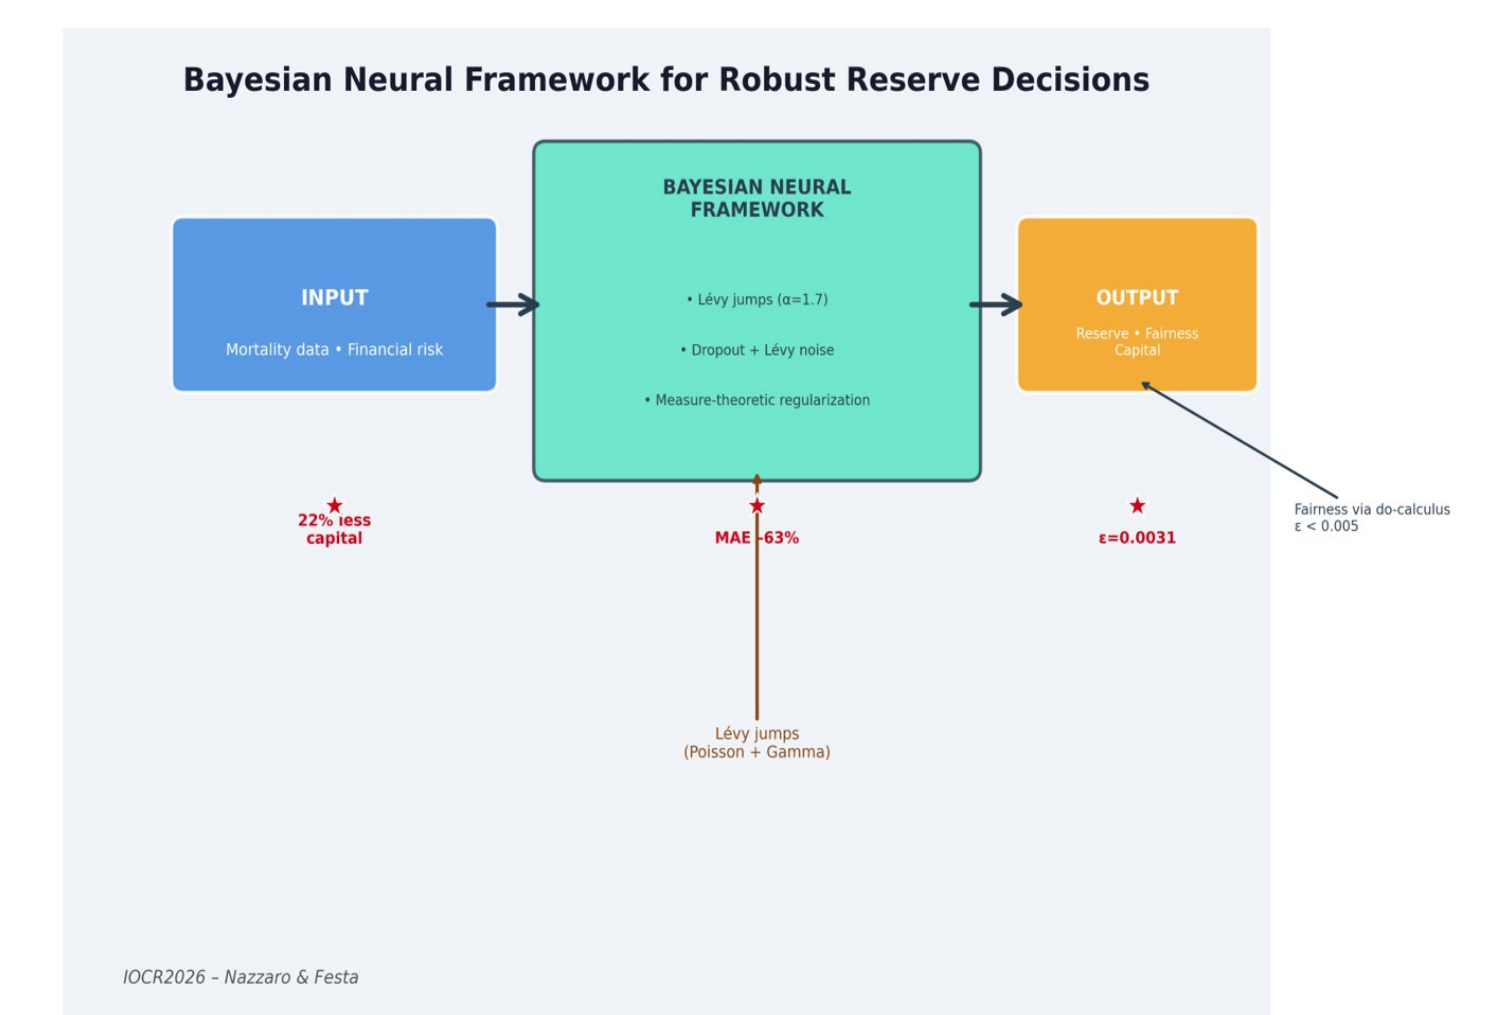 Bayesian Neural Framework for Robust Reserve Decisions
BAYESIAN NEURAL
FRAMEWORK
INPUT
Mortality data • Financial risk
• Lévy jumps (α=1.7)
• Dropout + Lévy noise
• Measure-theoretic regularization
OUTPUT
Reserve • Fairness
Capital
22% less
capital
MAE -63%
ε=0.0031
Fairness via do-calculus
ε < 0.005
Lévy jumps
(Poisson + Gamma)
IOCR2026 – Nazzaro & Festa